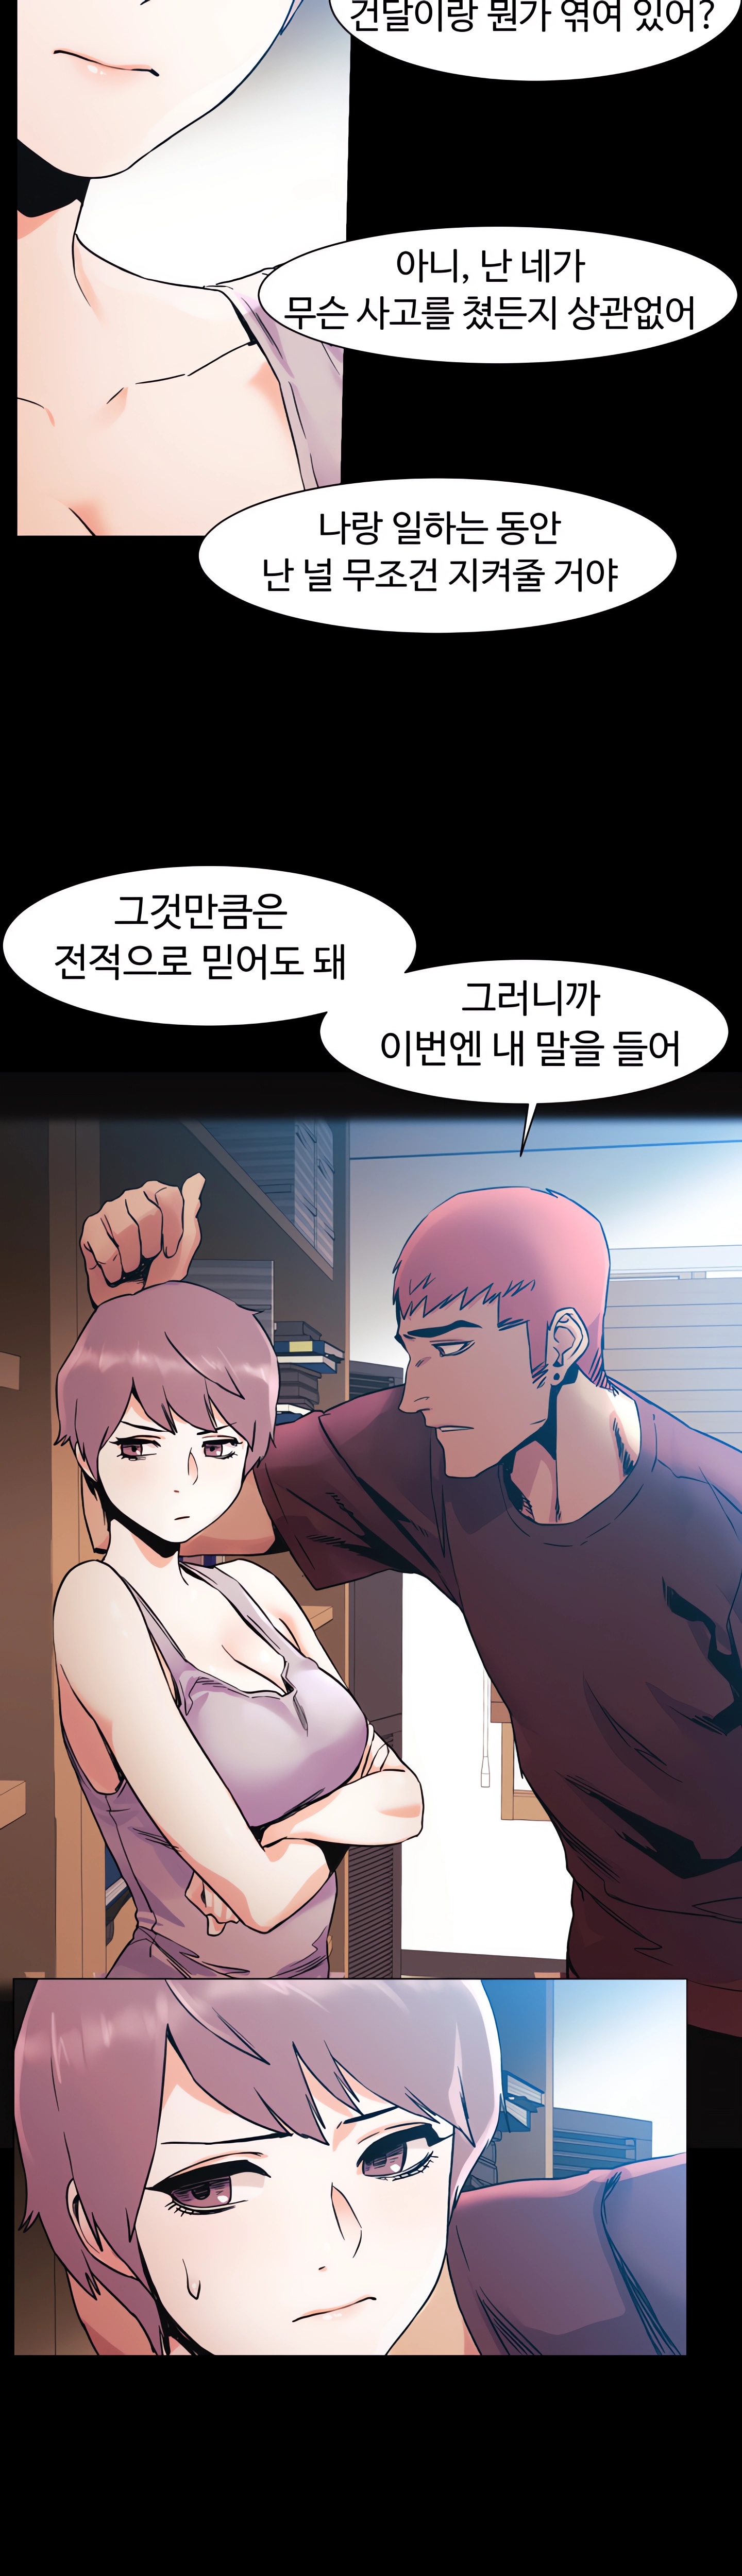 건달이랑 뭔가 엮여 있어?
아니, 난 네가
무슨 사고를 쳤든지 상관없어
나랑 일하는 동안
난 널 무조건 지켜줄 거야
그것만큼은
전적으로 믿어도 돼
그러니까
이번엔 내 말을 들어